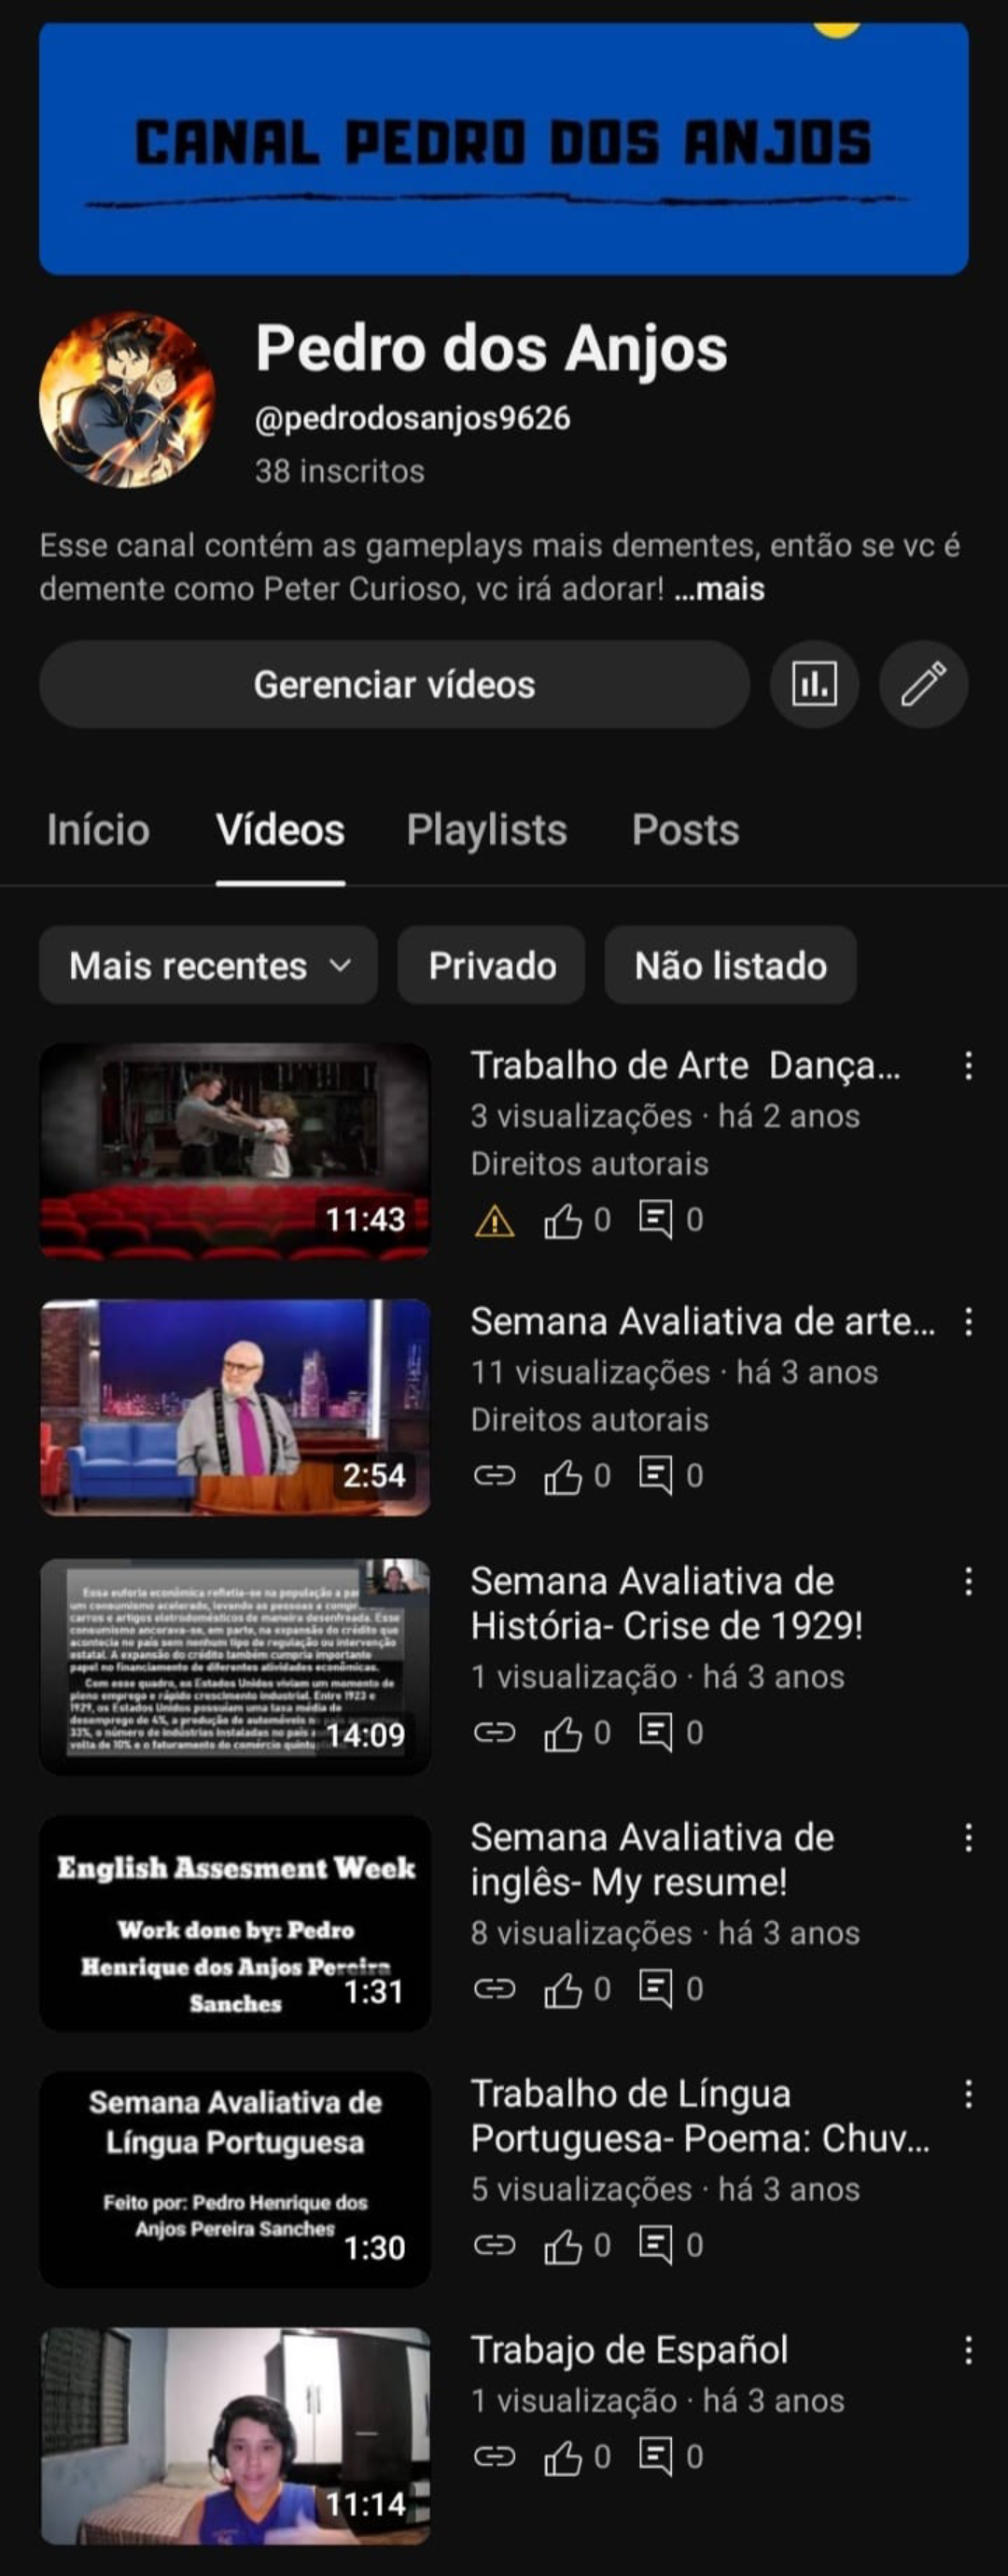 CANAL PEDRO DOS ANJOS
Pedro dos Anjos
@pedrodosanjos9626
38 inscritos
Esse canal contém as gameplays mais dementes, então se vc é
demente como Peter Curioso, vc irá adorar! ...mais
Gerenciar vídeos
Início Vídeos Playlists Posts
Mais recentes Privado Não listado
11:43
Trabalho de Arte Dança...
3 visualizações · há 2 anos
Direitos autorais
0 0
2:54
Semana Avaliativa de arte...
11 visualizações · há 3 anos
Direitos autorais
0 0
Essa euforia econômica refletia-se na população a par
um consumismo acelerado, levando as pessoas a compr
carros e artigos eletrodomésticos de maneira desenfreada. Esse
consumismo ancorava-se, em parte, na expansão do crédito que
acontecia no país sem nenhum tipo de regulação ou intervenção
estatal. A expansão do crédito também cumpria importante
papel no financiamento de diferentes atividades econômicas.
Com esse quadro, os Estados Unidos viviam um momento de
pleno emprego e rápido crescimento industrial. Entre 1923 e
1929, os Estados Unidos possuíam uma taxa média de
desemprego de 4%, a produção de automóveis
33%, o número de indústrias instaladas no país
volta de 10% e o faturamento do comércio
14:09
Semana Avaliativa de
História- Crise de 1929!
1 visualização · há 3 anos
0 0
English Assesment Week
Work done by: Pedro
Henrique dos Anjos Pereira
Sanches
1:31
Semana Avaliativa de
inglês- My resume!
8 visualizações · há 3 anos
0 0
Semana Avaliativa de
Língua Portuguesa
Feito por: Pedro Henrique dos
Anjos Pereira Sanches
1:30
Trabalho de Língua
Portuguesa- Poema: Chuv...
5 visualizações · há 3 anos
0 0
11:14
Trabajo de Español
1 visualização · há 3 anos
0 0